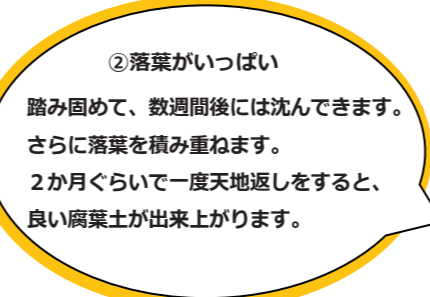 ②落葉がいっぱい
踏み固めて、数週間後には沈んできます。
さらに落葉を積み重ねます。
２か月ぐらいで一度天地返しをすると、
良い腐葉土が出来上がります。